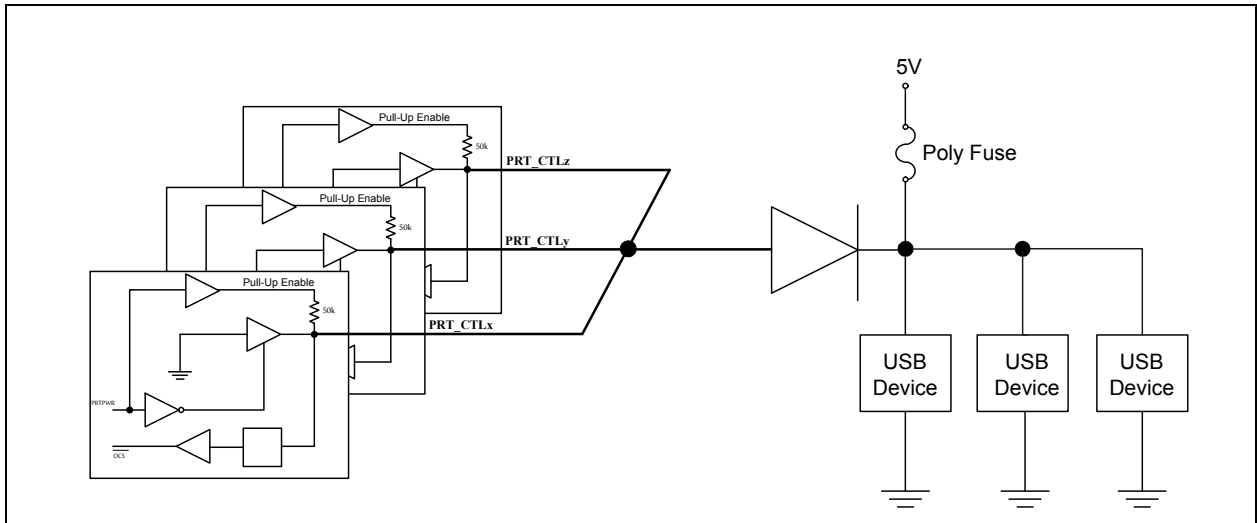 5V
Poly Fuse
Pull-Up Enable
50k
PRT_CTLz
Pull-Up Enable
50k
PRT_CTLy
Pull-Up Enable
50k
PRT_CTLx
PRTPWR
OCS
USB
Device
USB
Device
USB
Device